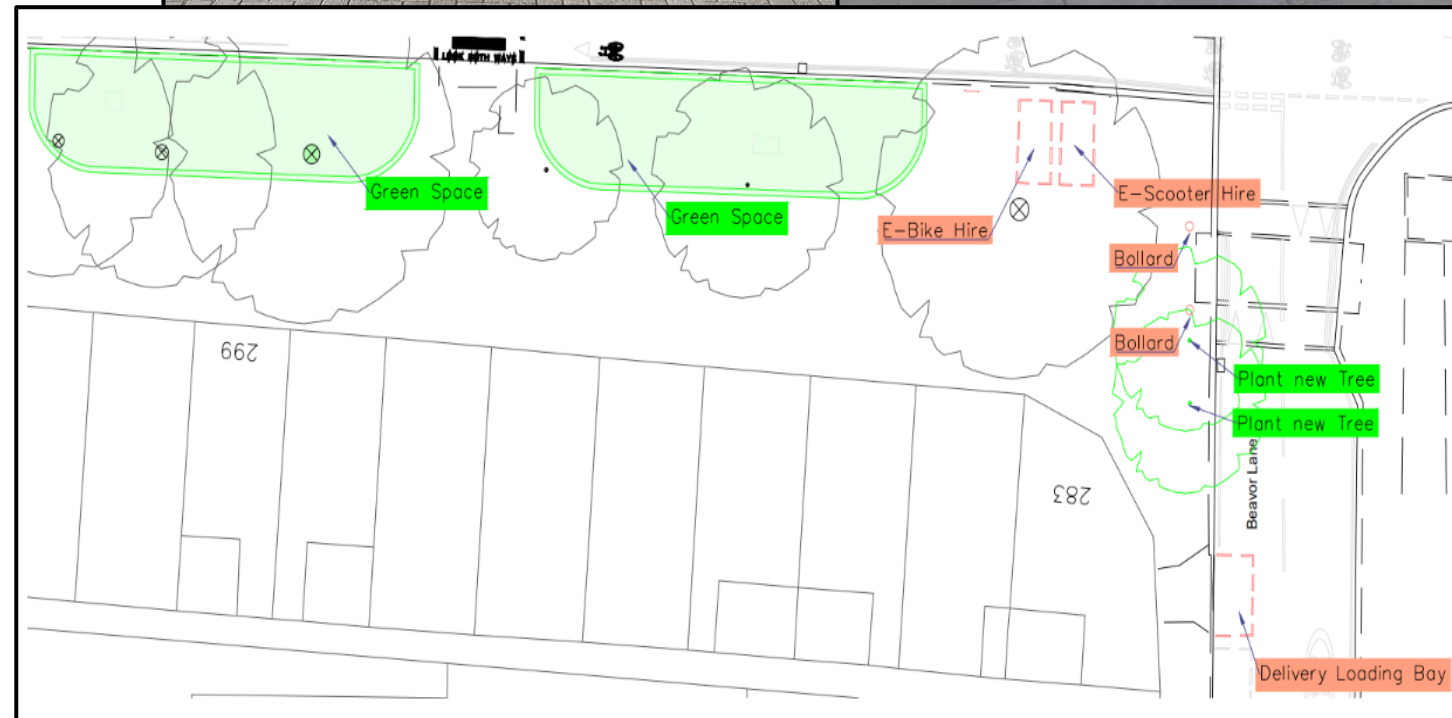 LOOK BOTH WAYS
Green Space
Green Space
E-Bike Hire
E-Scooter Hire
Bollard
Bollard
Plant new Tree
Plant new Tree
299
283
Beavor Lane
Delivery Loading Bay